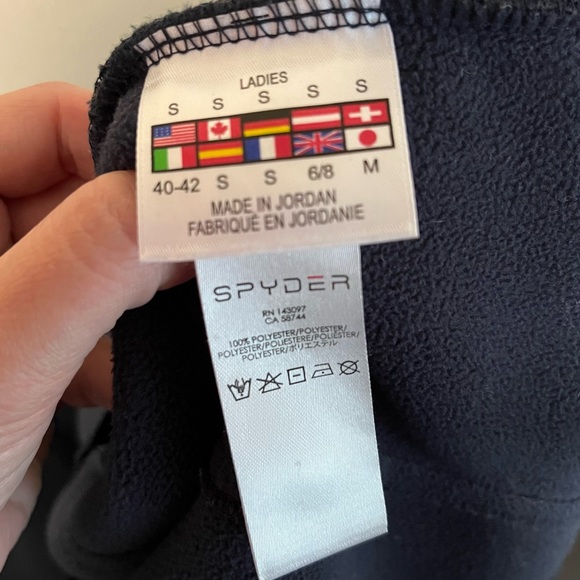 LADIES
S S S S S
40-42 S S 6/8 M
MADE IN JORDAN
FABRIQUÉ EN JORDANIE
SPYDER
RN 143097
CA 58744
100% POLYESTER/POLYESTER/
POLYESTER/POLIESTERE/POLIÉSTER/
POLYESTER/ポリエステル